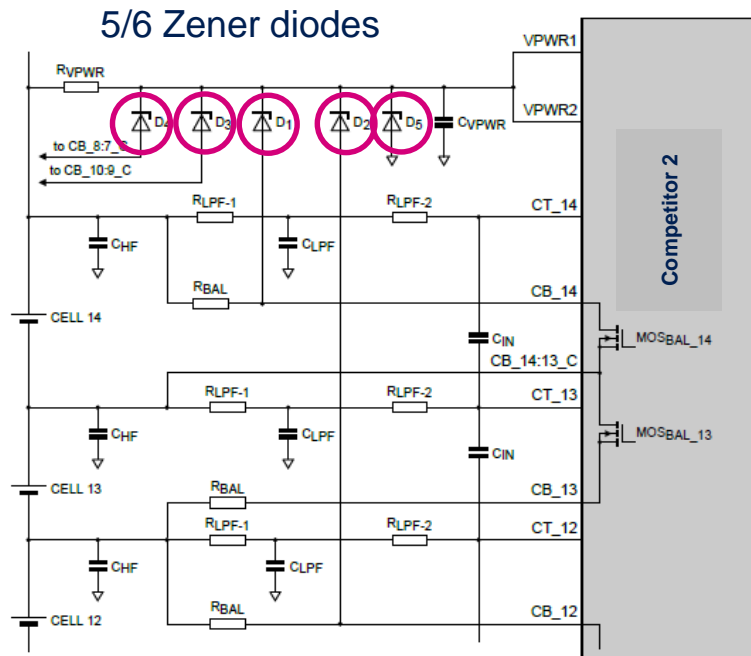 5/6 Zener diodes
VPWR1
RVPWR
D4
D3
D1
D2
D5
CVPWR
VPWR2
to CB_8:7_C
to CB_10:9_C
RLPF-1
RLPF-2
CT_14
CHF
CLPF
Competitor 2
RBAL
CB_14
CELL 14
CIN
MOSBAL_14
CB_14:13_C
RLPF-1
RLPF-2
CT_13
CHF
CLPF
MOSBAL_13
CIN
CELL 13
RBAL
CB_13
RLPF-1
RLPF-2
CT_12
CHF
CLPF
RBAL
CB_12
CELL 12